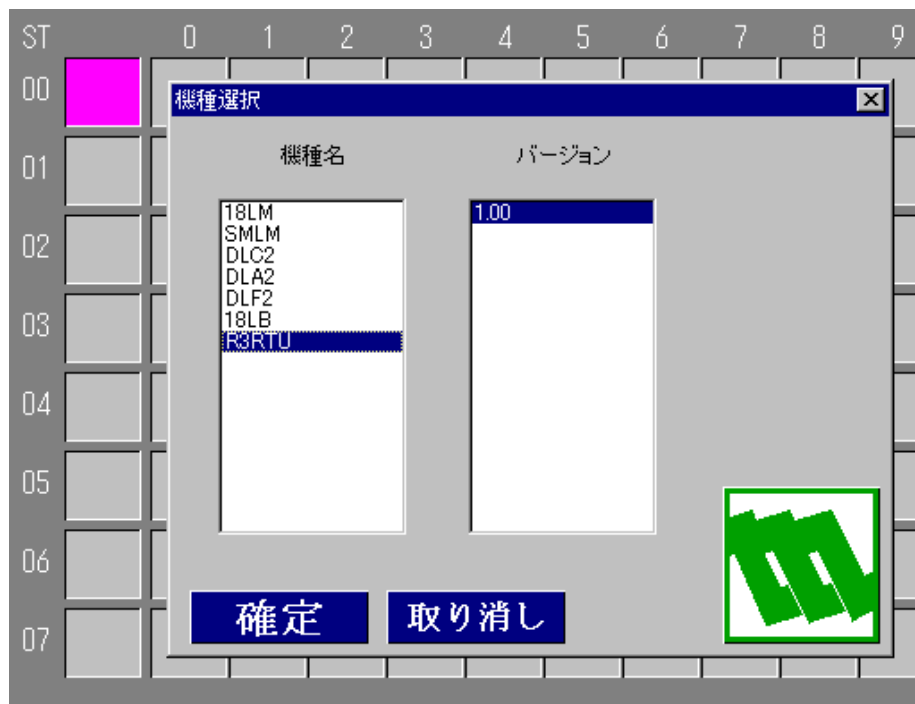 ST 0 1 2 3 4 5 6 7 8 9
00
機種選択
機種名 バージョン
01
18LM 1.00
SMLM
02
DLC2
DLA2
DLF2
03
18LB
R3RTU
04
05
06
確定 取り消し
07